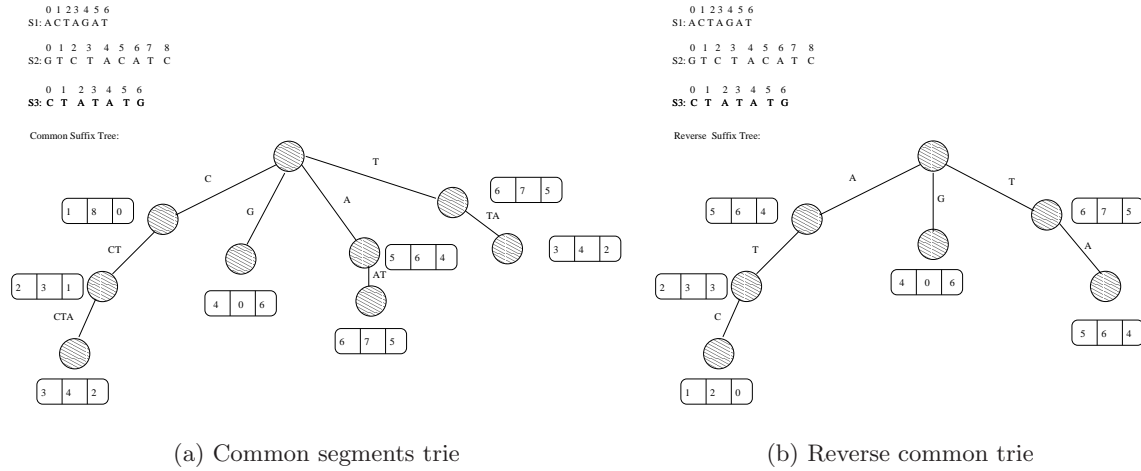 0 1 2 3 4 5 6
S1: A C T A G A T
0 1 2 3 4 5 6 7 8
S2: G T C T A C A T C
0 1 2 3 4 5 6
S3: C T A T A T G
Common Suffix Tree:
C
G
A
T
1 8 0
6 7 5
CT
TA
2 3 1
5 6 4
3 4 2
AT
CTA
4 0 6
6 7 5
3 4 2
(a) Common segments trie
0 1 2 3 4 5 6
S1: A C T A G A T
0 1 2 3 4 5 6 7 8
S2: G T C T A C A T C
0 1 2 3 4 5 6
S3: C T A T A T G
Reverse Suffix Tree:
A
G
T
5 6 4
6 7 5
T
A
2 3 3
4 0 6
C
5 6 4
1 2 0
(b) Reverse common trie